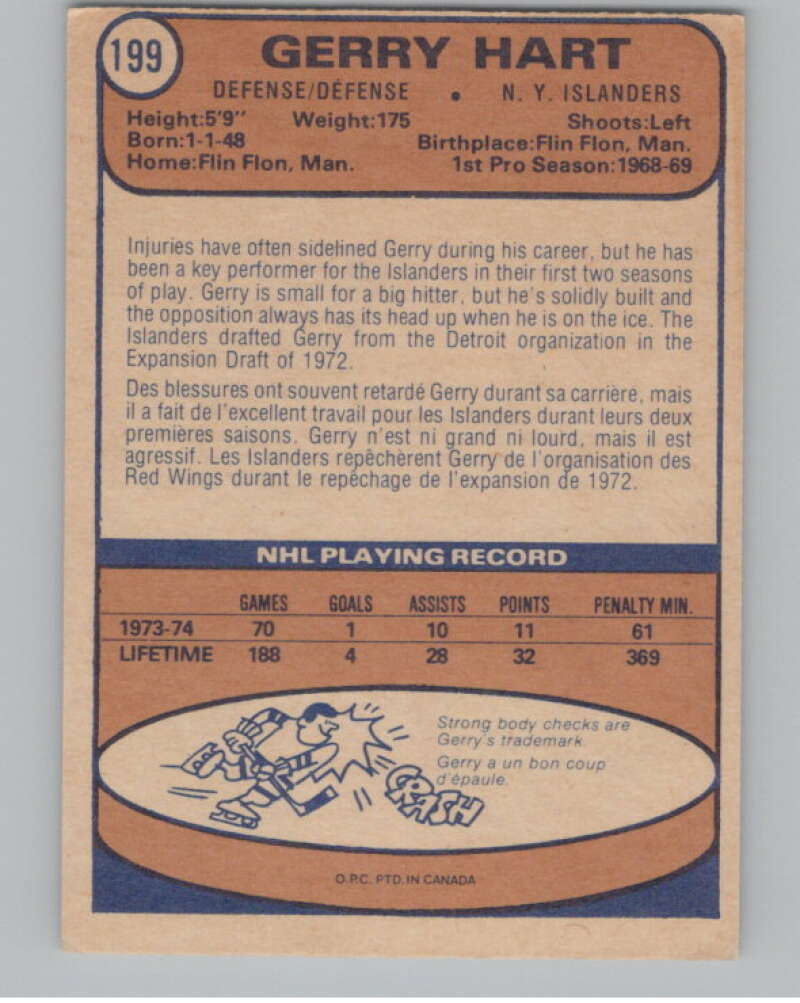 199
GERRY HART
DEFENSE/DÉFENSE • N. Y. ISLANDERS
Height:5'9" Weight:175 Shoots:Left
Born:1-1-48 Birthplace:Flin Flon, Man.
Home:Flin Flon, Man. 1st Pro Season:1968-69
Injuries have often sidelined Gerry during his career, but he has
been a key performer for the Islanders in their first two seasons
of play. Gerry is small for a big hitter, but he's solidly built and
the opposition always has its head up when he is on the ice. The
Islanders drafted Gerry from the Detroit organization in the
Expansion Draft of 1972.
Des blessures ont souvent retardé Gerry durant sa carrière, mais
il a fait de l'excellent travail pour les Islanders durant leurs deux
premières saisons. Gerry n'est ni grand ni lourd, mais il est
agressif. Les Islanders repêchèrent Gerry de l'organisation des
Red Wings durant le repêchage de l'expansion de 1972.
NHL PLAYING RECORD
GAMES GOALS ASSISTS POINTS PENALTY MIN.
1973-74 70 1 10 11 61
LIFETIME 188 4 28 32 369
Strong body checks are
Gerry's trademark.
Gerry a un bon coup
d'épaule.
CRASH
O.P.C. PTD. IN CANADA